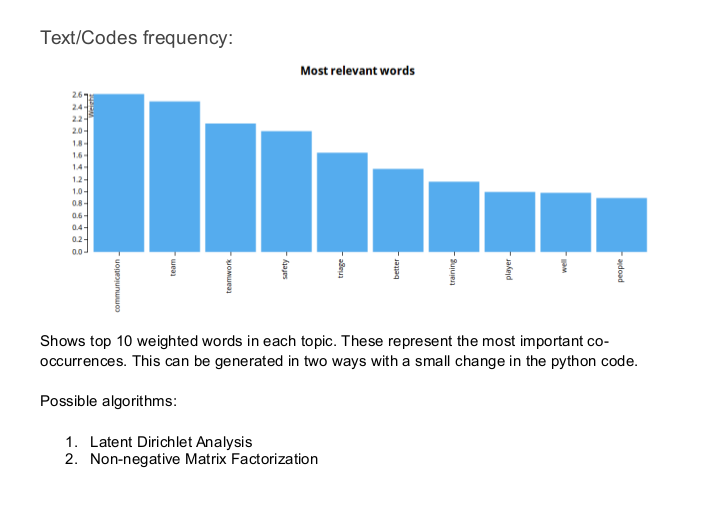 Text/Codes frequency:
Most relevant words
Weight
2.6
2.4
2.2
2.0
1.8
1.6
1.4
1.2
1.0
0.8
0.6
0.4
0.2
0.0
communication
team
teamwork
safety
triage
better
training
player
well
people
Shows top 10 weighted words in each topic. These represent the most important co-
occurrences. This can be generated in two ways with a small change in the python code.
Possible algorithms:
1. Latent Dirichlet Analysis
2. Non-negative Matrix Factorization